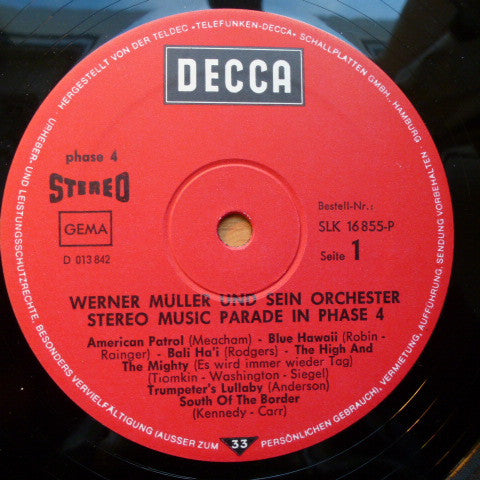 HERGESTELLT VON DER TELDEC »TELEFUNKEN-DECCA« SCHALLPLATTEN GMBH., HAMBURG
URHEBER- UND LEISTUNGSSCHUTZRECHTE, BESONDERS VERVIELFÄLTIGUNG (AUSSER ZUM PERSÖNLICHEN GEBRAUCH), VERMIETUNG, AUFFÜHRUNG, SENDUNG VORBEHALTEN
DECCA
phase 4
STEREO
GEMA
D 013 842
Bestell-Nr.:
SLK 16 855-P
Seite 1
WERNER MÜLLER UND SEIN ORCHESTER
STEREO MUSIC PARADE IN PHASE 4
American Patrol (Meacham) - Blue Hawaii (Robin -
Rainger) - Bali Ha'i (Rodgers) - The High And
The Mighty (Es wird immer wieder Tag)
(Tiomkin - Washington - Siegel)
Trumpeter's Lullaby (Anderson)
South Of The Border
(Kennedy - Carr)
33